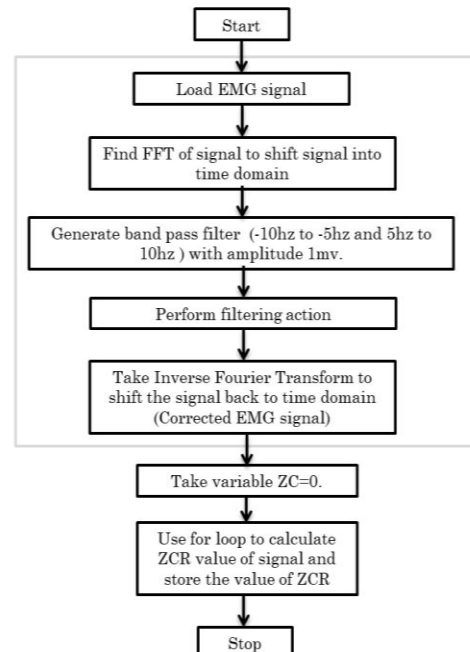 Start
Load EMG signal
Find FFT of signal to shift signal into
time domain
Generate band pass filter (-10hz to -5hz and 5hz to
10hz ) with amplitude 1mv.
Perform filtering action
Take Inverse Fourier Transform to
shift the signal back to time domain
(Corrected EMG signal)
Take variable ZC=0.
Use for loop to calculate
ZCR value of signal and
store the value of ZCR
Stop